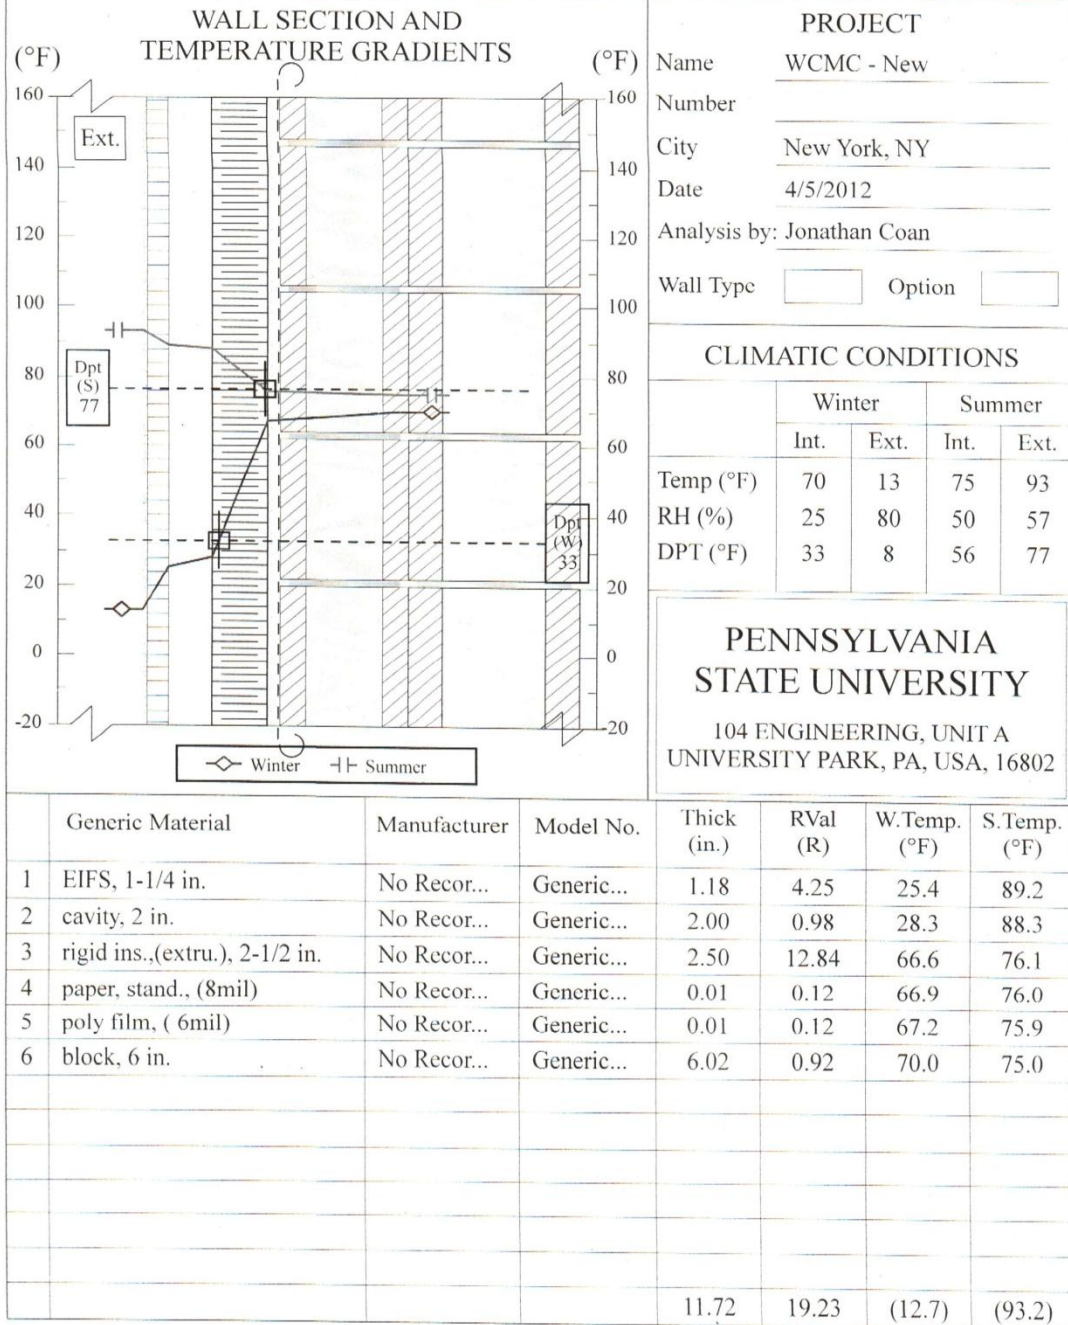 WALL SECTION AND
TEMPERATURE GRADIENTS
(°F)
(°F)
160
140
120
100
80
60
40
20
0
-20
Ext.
Dpt
(S)
77
160
140
120
100
80
60
40
20
0
-20
Dpt
(W)
33
Winter
Summer
PROJECT
Name WCMC - New
Number
City New York, NY
Date 4/5/2012
Analysis by: Jonathan Coan
Wall Type Option
CLIMATIC CONDITIONS
Winter Summer
Int. Ext. Int. Ext.
Temp (°F) 70 13 75 93
RH (%) 25 80 50 57
DPT (°F) 33 8 56 77
PENNSYLVANIA
STATE UNIVERSITY
104 ENGINEERING, UNIT A
UNIVERSITY PARK, PA, USA, 16802
Generic Material Manufacturer Model No. Thick (in.) RVal (R) W.Temp. (°F) S.Temp. (°F)
1 EIFS, 1-1/4 in. No Recor... Generic... 1.18 4.25 25.4 89.2
2 cavity, 2 in. No Recor... Generic... 2.00 0.98 28.3 88.3
3 rigid ins.,(extru.), 2-1/2 in. No Recor... Generic... 2.50 12.84 66.6 76.1
4 paper, stand., (8mil) No Recor... Generic... 0.01 0.12 66.9 76.0
5 poly film, ( 6mil) No Recor... Generic... 0.01 0.12 67.2 75.9
6 block, 6 in. No Recor... Generic... 6.02 0.92 70.0 75.0
11.72 19.23 (12.7) (93.2)